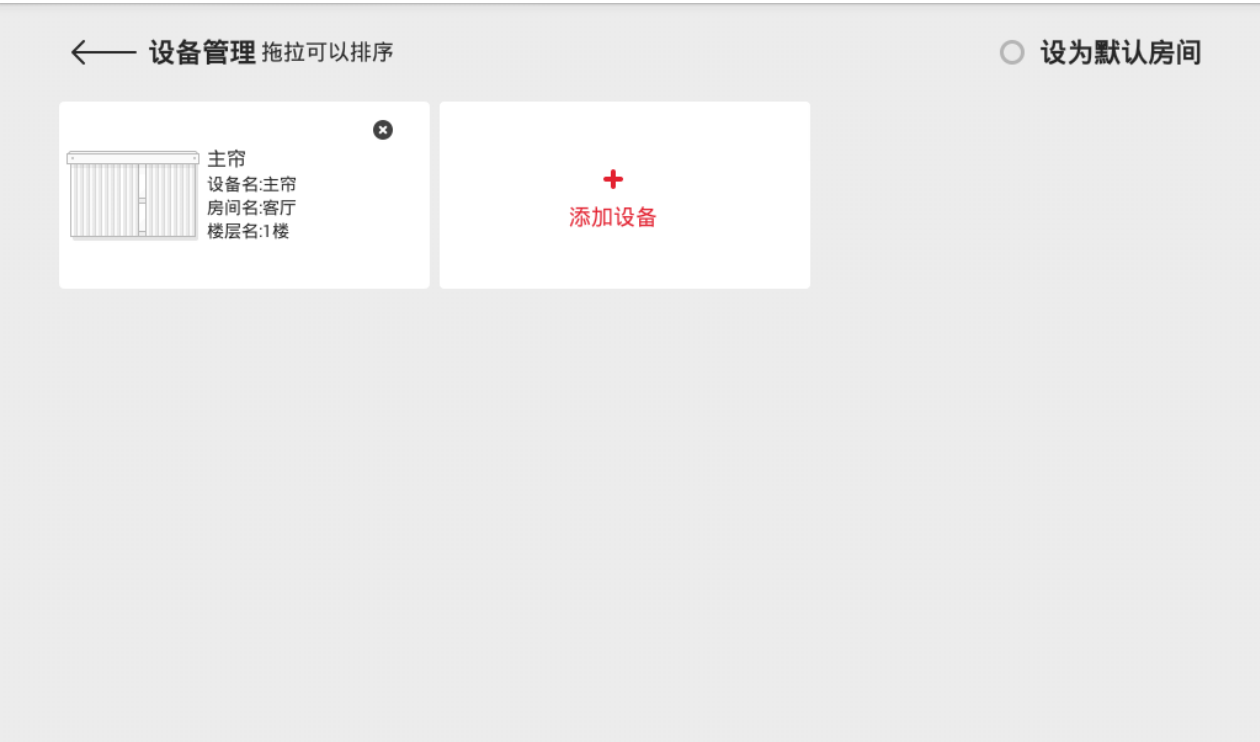 设备管理 拖拉可以排序
设为默认房间
主帘
设备名:主帘
房间名:客厅
楼层名:1楼
添加设备